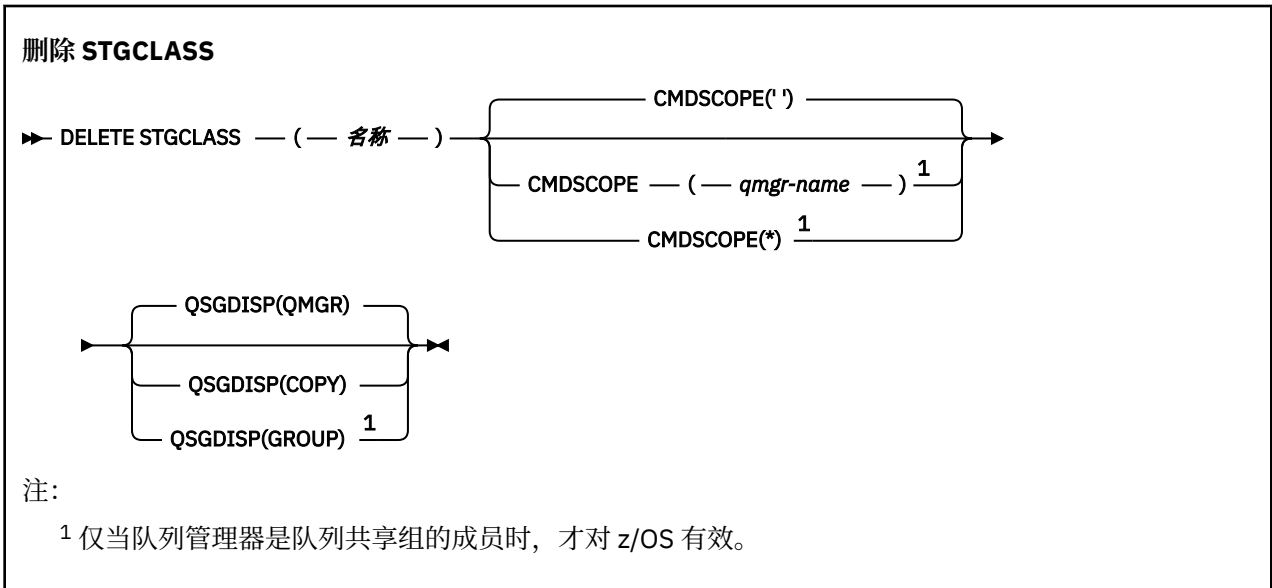 删除 STGCLASS
CMDSCOPE(' ')
DELETE STGCLASS ( 名称 )
CMDSCOPE ( qmgr-name ) 1
CMDSCOPE(*) 1
QSGDISP(QMGR)
QSGDISP(COPY)
QSGDISP(GROUP) 1
注:
1 仅当队列管理器是队列共享组的成员时，才对 z/OS 有效。